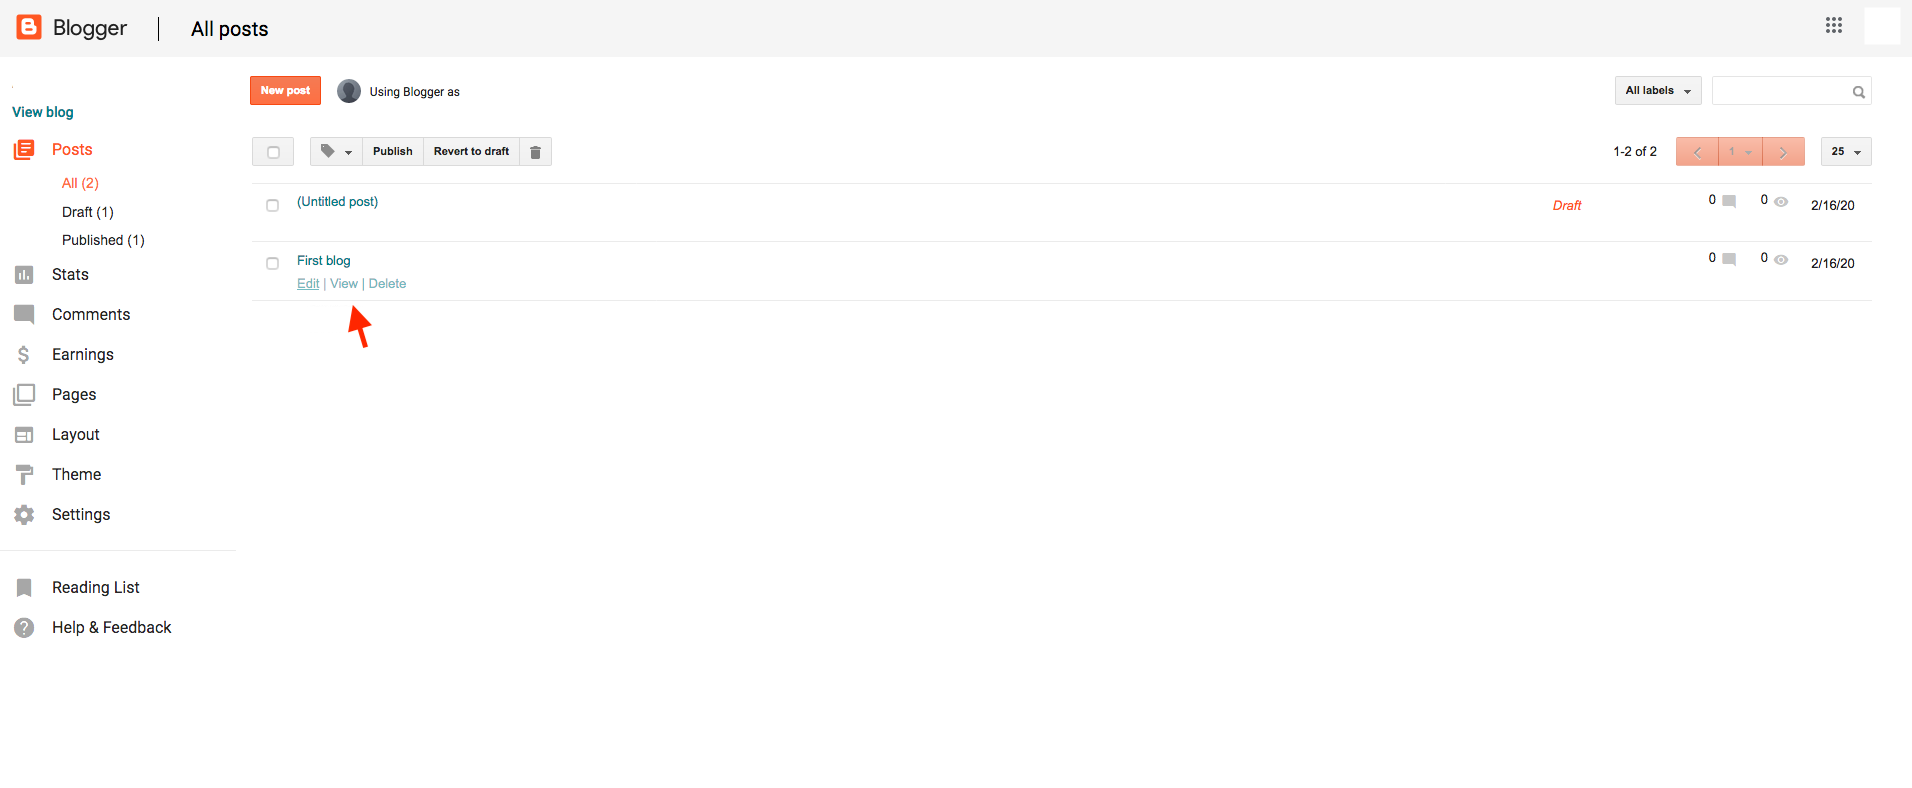 Blogger | All posts
View blog
New post
Using Blogger as
All labels
Posts
All (2)
Draft (1)
Published (1)
Stats
Comments
Earnings
Pages
Layout
Theme
Settings
Reading List
Help & Feedback
Publish
Revert to draft
1-2 of 2
1
25
(Untitled post)
Draft
0
0
2/16/20
First blog
0
0
2/16/20
Edit | View | Delete